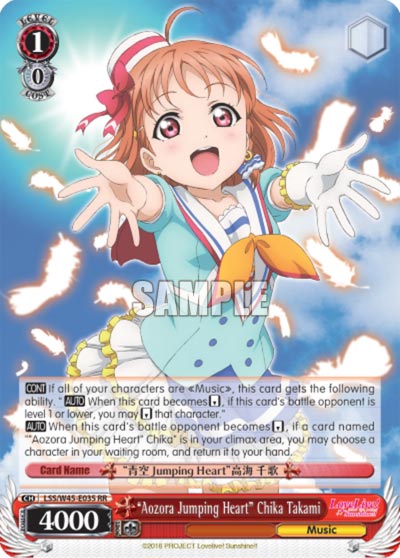 LEVEL
1
0
COST
SAMPLE
CONT If all of your characters are «Music», this card gets the following
ability. " AUTO When this card becomes [ ], if this card's battle opponent is
level 1 or lower, you may [ ] that character."
AUTO When this card's battle opponent becomes [ ], if a card named
""Aozora Jumping Heart" Chika" is in your climax area, you may choose a
character in your waiting room, and return it to your hand.
Card Name
"青空 Jumping Heart"高海 千歌
CH LSS/W45-E035 RR
4000
"Aozora Jumping Heart" Chika Takami
LoveLive!
Sunshine!!
Music
©2016 PROJECT Lovelive! Sunshine!!